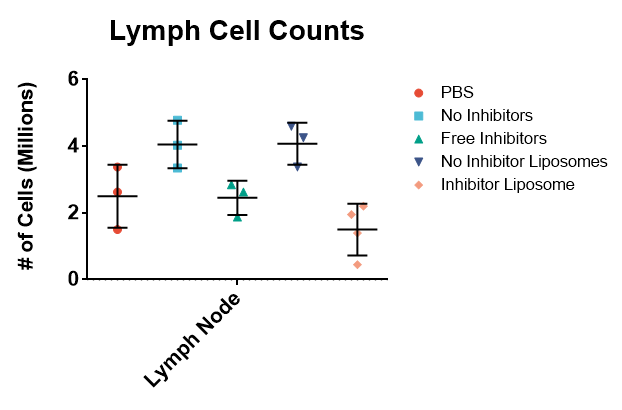 Lymph Cell Counts
# of Cells (Millions)
6
4
2
0
Lymph Node
PBS
No Inhibitors
Free Inhibitors
No Inhibitor Liposomes
Inhibitor Liposome